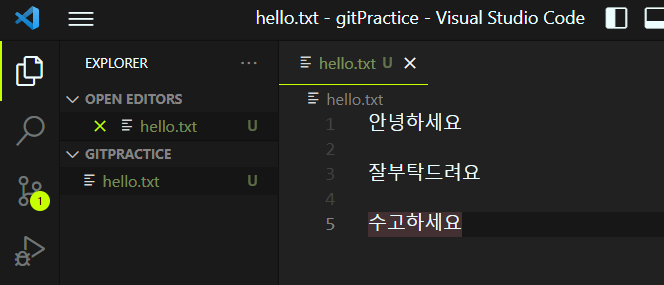 hello.txt - gitPractice - Visual Studio Code
EXPLORER ···
OPEN EDITORS
hello.txt U
GITPRACTICE
hello.txt U
1
hello.txt U
hello.txt
1 안녕하세요
2
3 잘부탁드려요
4
5 수고하세요